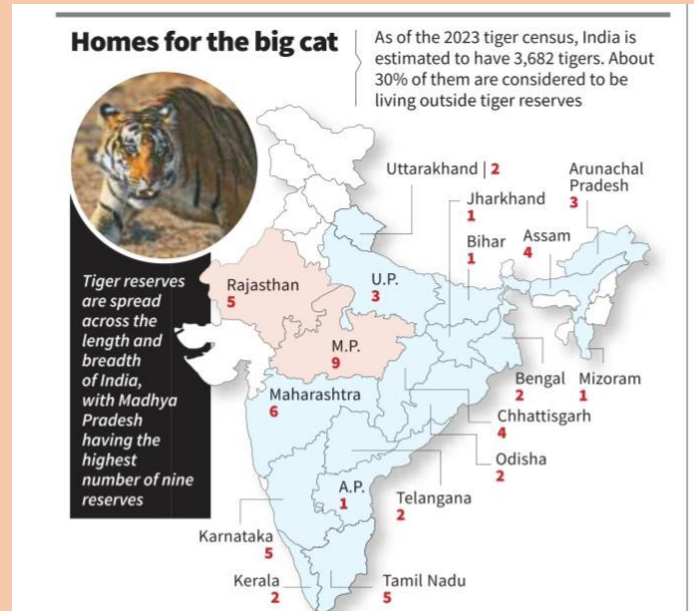 Homes for the big cat
As of the 2023 tiger census, India is
estimated to have 3,682 tigers. About
30% of them are considered to be
living outside tiger reserves
Uttarakhand | 2
Arunachal
Pradesh
3
Jharkhand
1
Bihar
1
Assam
4
Tiger reserves
are spread
across the
length and
breadth
of India,
with Madhya
Pradesh
having the
highest
number of nine
reserves
Rajasthan
5
U.P.
3
M.P.
9
Maharashtra
6
Bengal
2
Mizoram
1
Chhattisgarh
4
Odisha
2
A.P.
1
Telangana
2
Karnataka
5
Kerala
2
Tamil Nadu
5